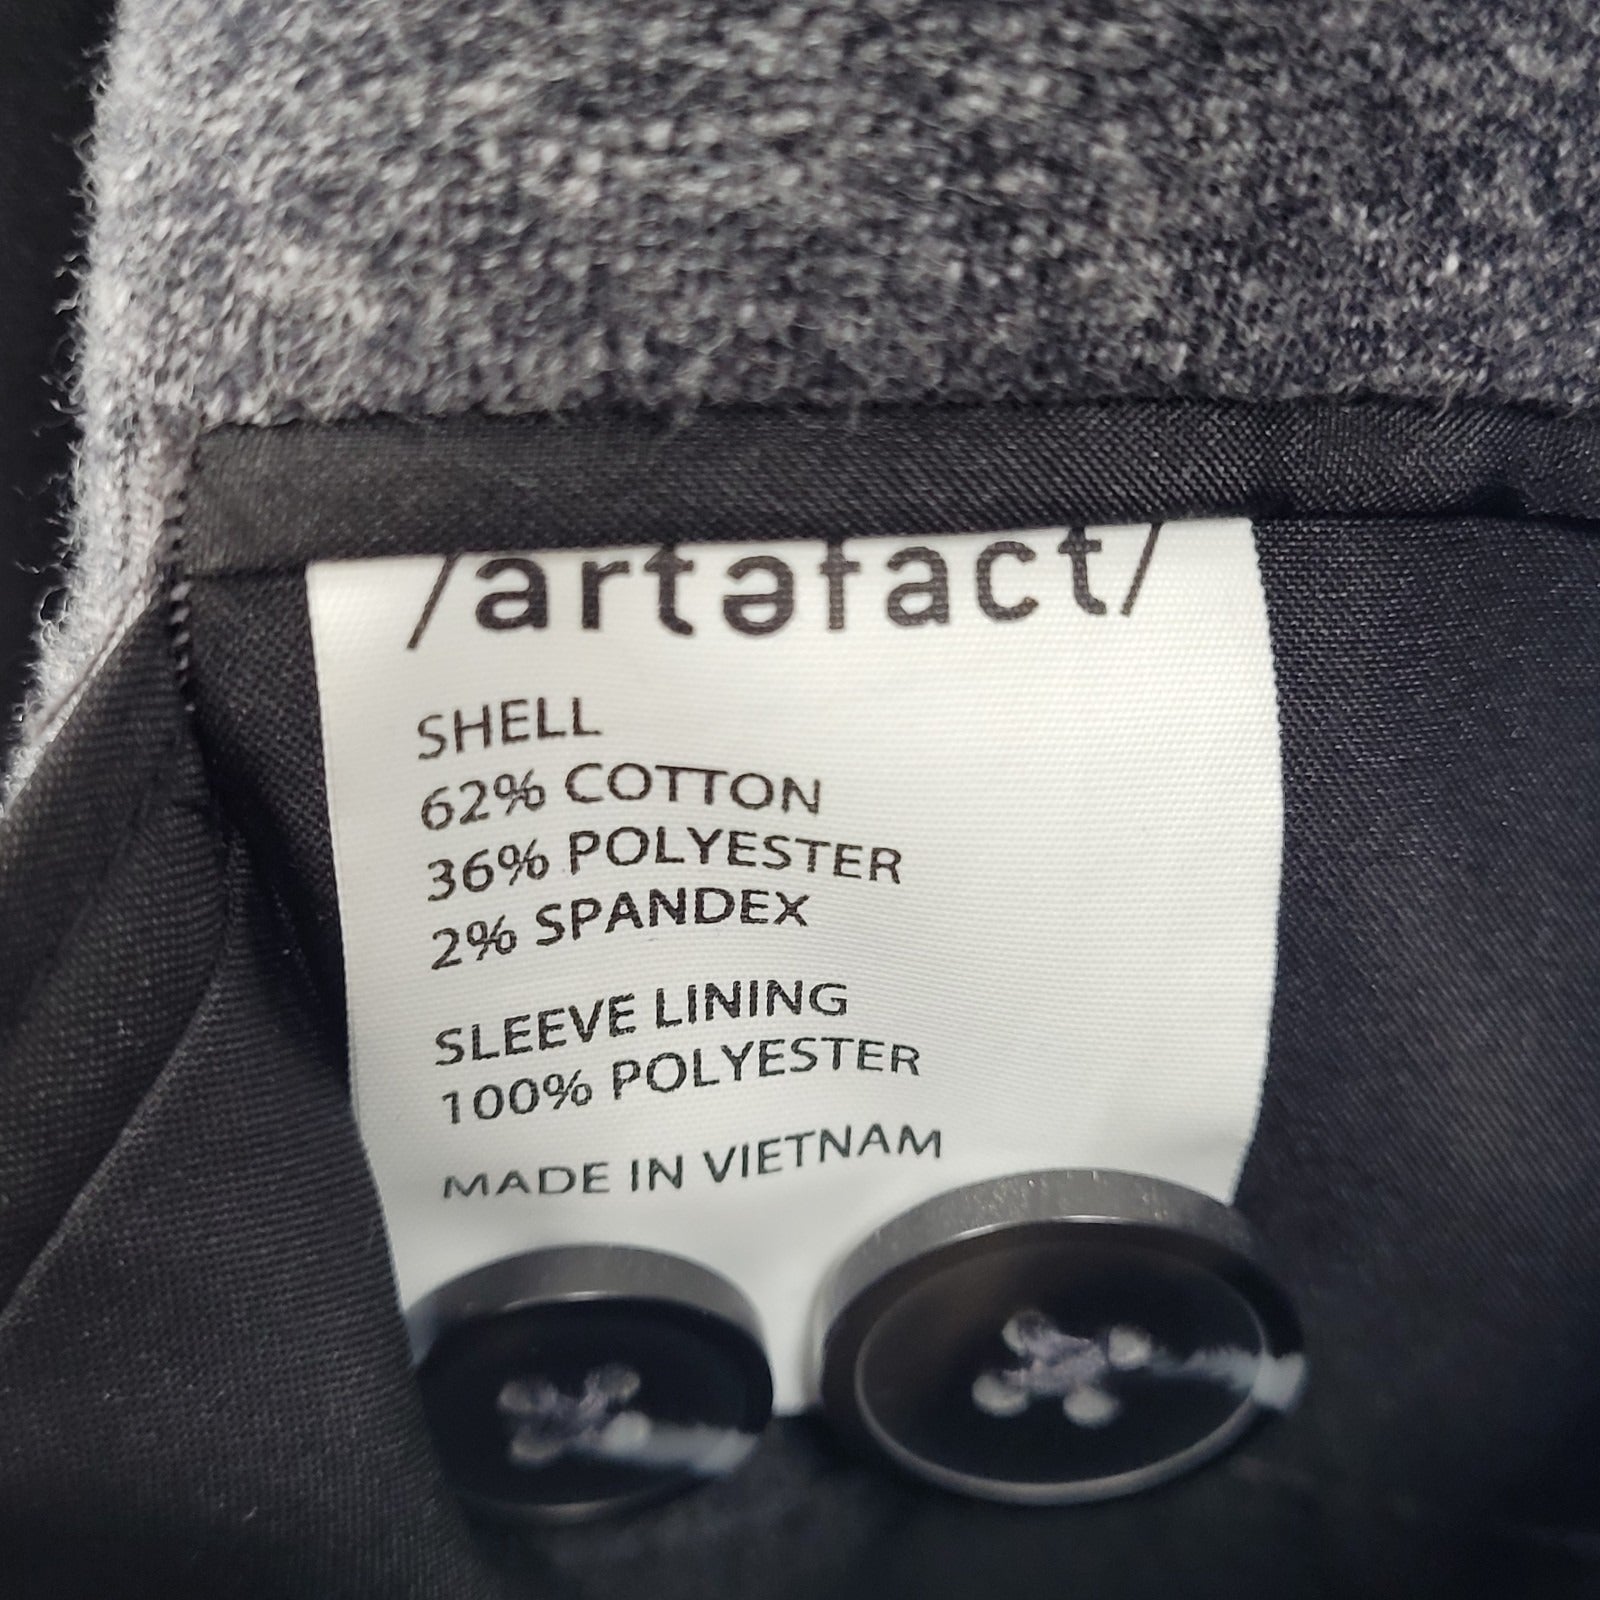 /artəfact/
SHELL
62% COTTON
36% POLYESTER
2% SPANDEX
SLEEVE LINING
100% POLYESTER
MADE IN VIETNAM